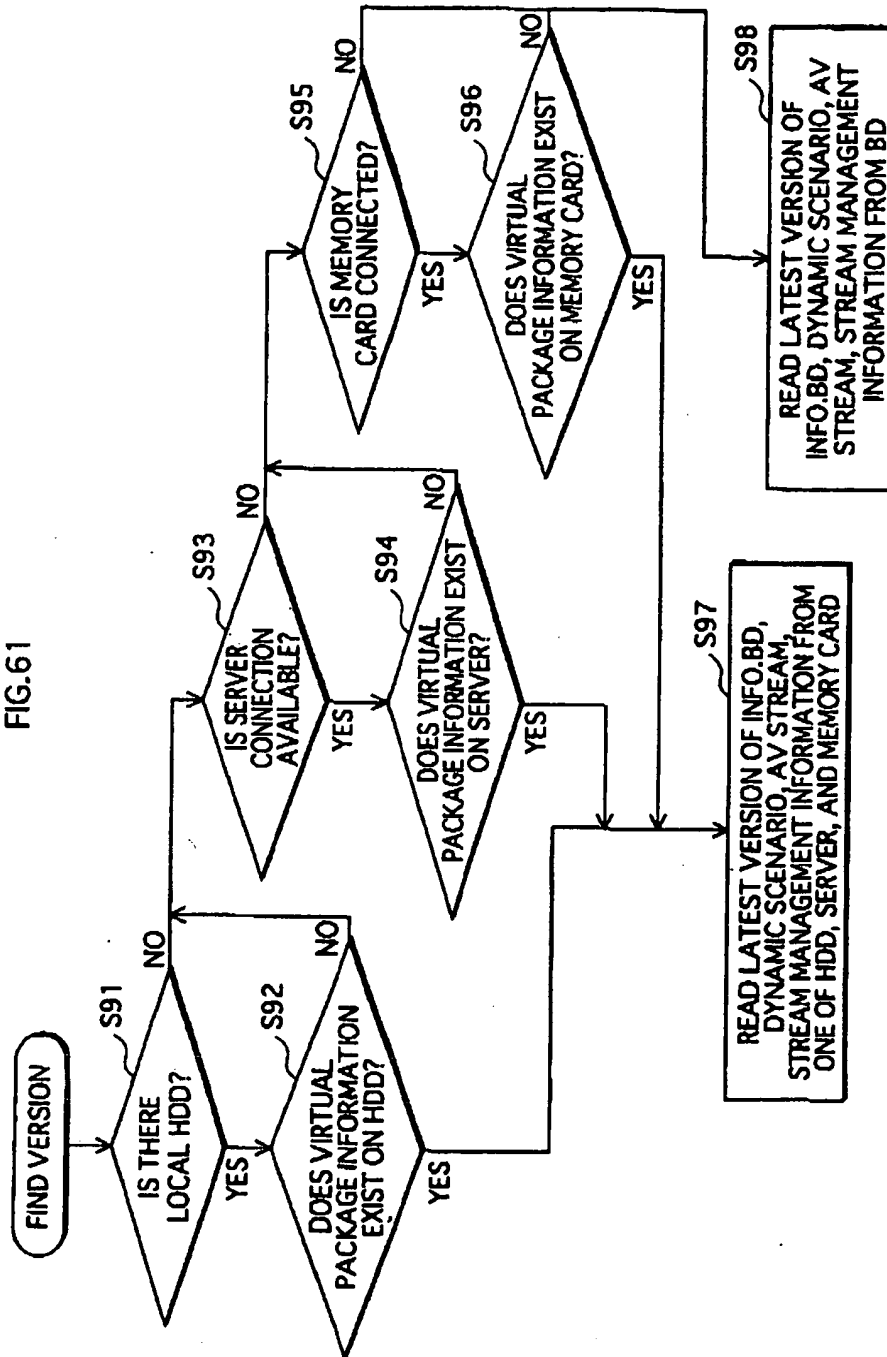 FIG.61
FIND VERSION
S91
IS THERE
LOCAL HDD?
NO
YES
S92
DOES VIRTUAL
PACKAGE INFORMATION
EXIST ON HDD?
NO
YES
S93
IS SERVER
CONNECTION
AVAILABLE?
NO
YES
S94
DOES VIRTUAL
PACKAGE INFORMATION EXIST
ON SERVER?
NO
YES
S95
IS MEMORY
CARD CONNECTED?
NO
YES
S96
DOES VIRTUAL
PACKAGE INFORMATION EXIST
ON MEMORY CARD?
NO
YES
S97
READ LATEST VERSION OF INFO.BD,
DYNAMIC SCENARIO, AV STREAM,
STREAM MANAGEMENT INFORMATION FROM
ONE OF HDD, SERVER, AND MEMORY CARD
S98
READ LATEST VERSION OF
INFO.BD, DYNAMIC SCENARIO, AV
STREAM, STREAM MANAGEMENT
INFORMATION FROM BD